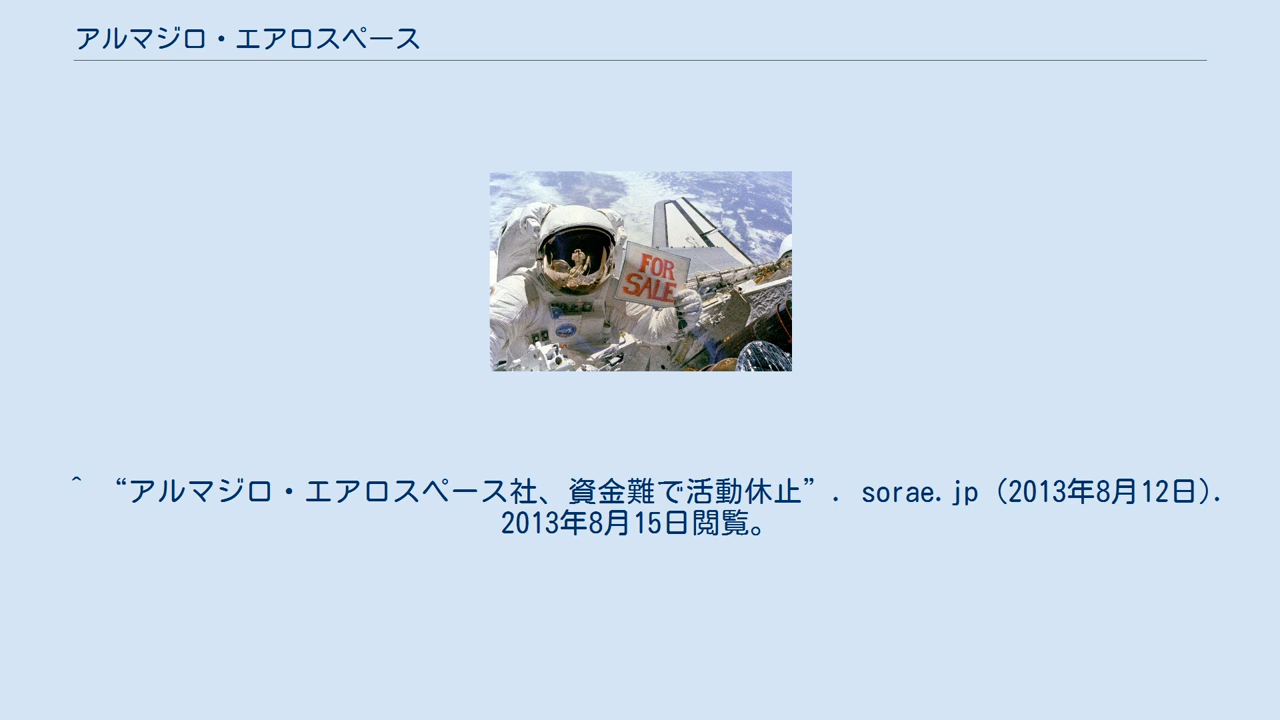 アルマジロ・エアロスペース
FOR
SALE
^ “アルマジロ・エアロスペース社、資金難で活動休止”. sorae.jp (2013年8月12日).
2013年8月15日閲覧。